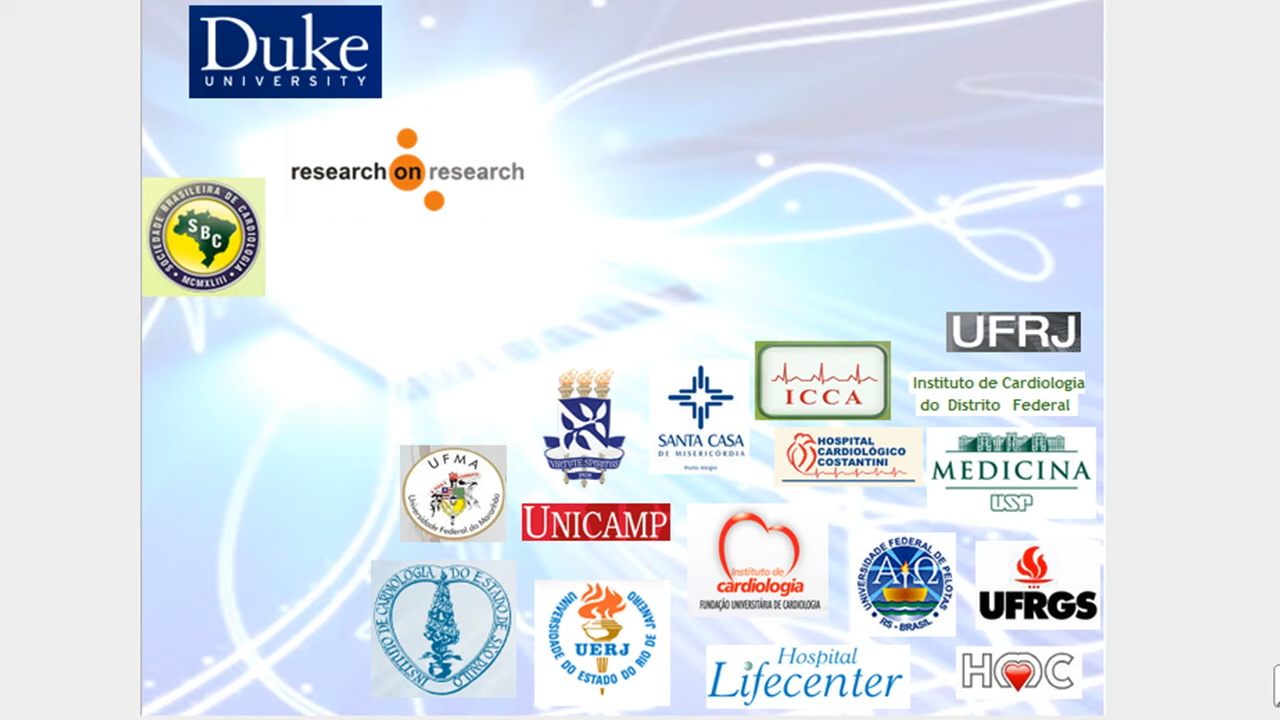 Duke
UNIVERSITY
research on research
SOCIEDADE BRASILEIRA DE CARDIOLOGIA
SBC
MCMXLIII
UFRJ
ICCA
Instituto de Cardiologia
do Distrito Federal
SANTA CASA
DE MISERICÓRDIA
Porto Alegre
VIRTUTE SPIRITUS
HOSPITAL
CARDIOLÓGICO
COSTANTINI
MEDICINA
USP
UFMA
Universidade Federal do Maranhão
UNICAMP
Instituto de
cardiologia
FUNDAÇÃO UNIVERSITÁRIA DE CARDIOLOGIA
UNIVERSIDADE FEDERAL DE PELOTAS
ΑΩ
RS - BRASIL
UFRGS
INSTITUTO DE CARDIOLOGIA DO ESTADO DE SÃO PAULO
UERJ
UNIVERSIDADE DO ESTADO DO RIO DE JANEIRO
Hospital
Lifecenter